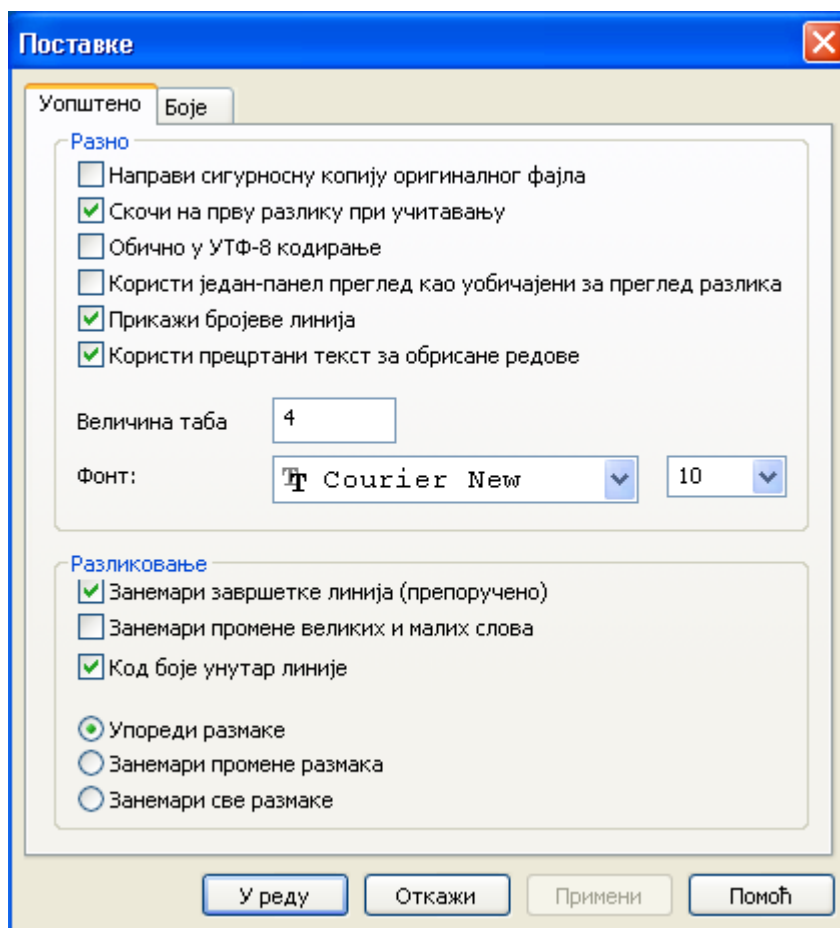 Поставке
Уопштено Боје
Разно
Направи сигурносну копију оригиналног фајла
Скочи на прву разлику при учитавању
Обично у УТФ-8 кодирање
Користи један-панел преглед као уобичајени за преглед разлика
Прикажи бројеве линија
Користи прецртани текст за обрисане редове
Величина таба 4
Фонт: Courier New 10
Разликовање
Занемари завршетке линија (препоручено)
Занемари промене великих и малих слова
Код боје унутар линије
Упореди размаке
Занемари промене размака
Занемари све размаке
У реду Откажи Примени Помоћ